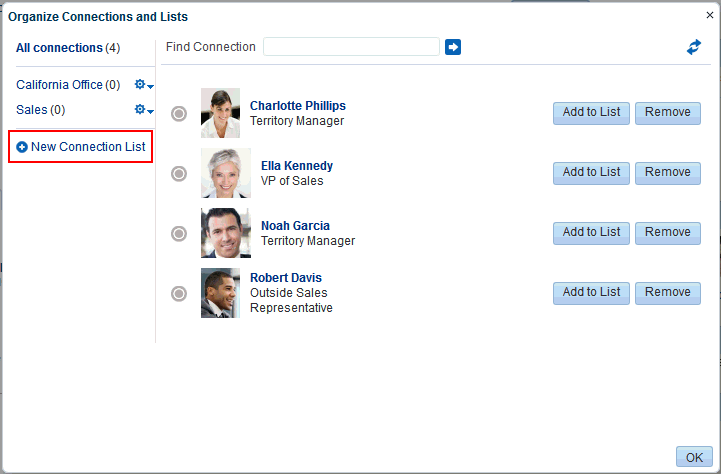 Organize Connections and Lists
All connections (4)
Find Connection
California Office (0)
Sales (0)
New Connection List
Charlotte Phillips
Territory Manager
Add to List
Remove
Ella Kennedy
VP of Sales
Add to List
Remove
Noah Garcia
Territory Manager
Add to List
Remove
Robert Davis
Outside Sales
Representative
Add to List
Remove
OK